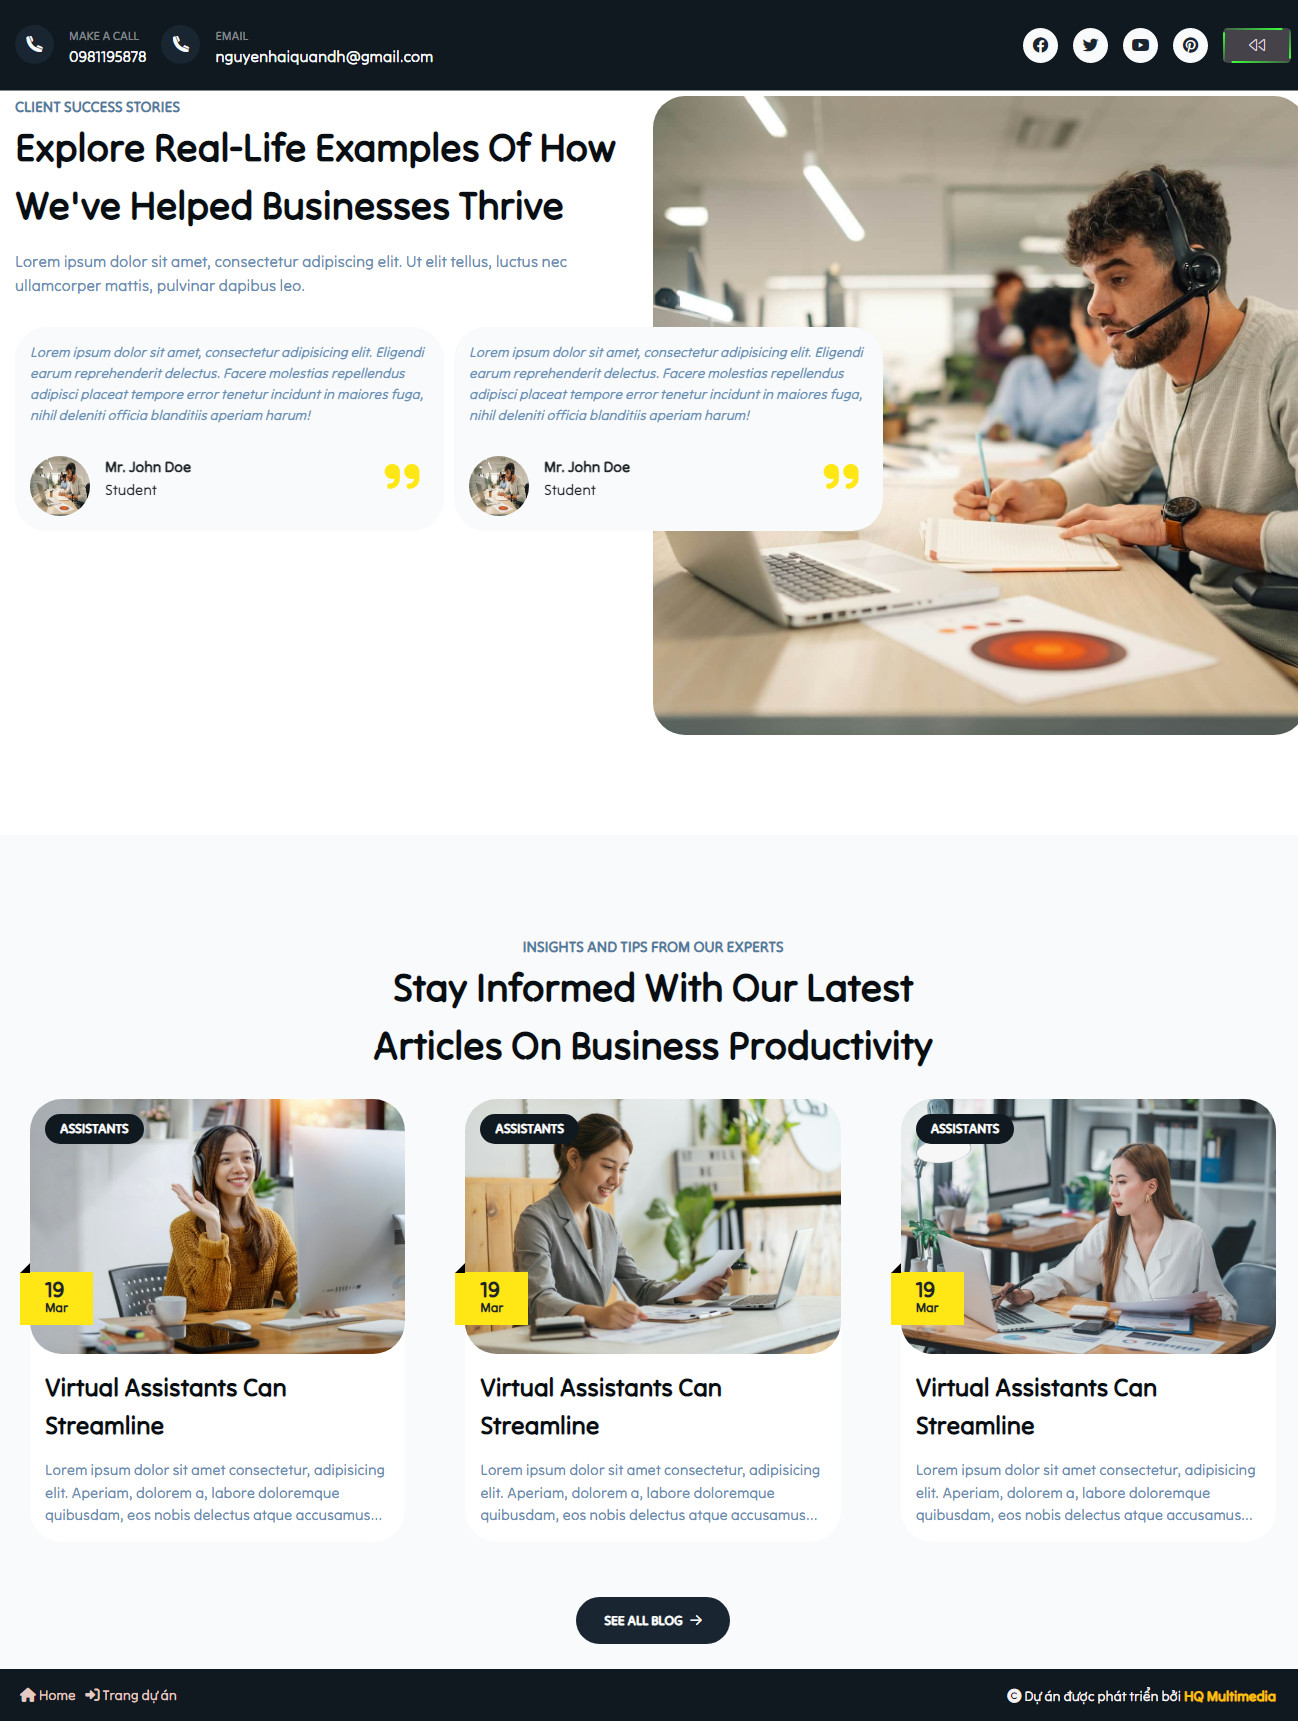 MAKE A CALL
0981195878
EMAIL
nguyenhaiquandh@gmail.com
CLIENT SUCCESS STORIES
Explore Real-Life Examples Of How
We've Helped Businesses Thrive
Lorem ipsum dolor sit amet, consectetur adipiscing elit. Ut elit tellus, luctus nec
ullamcorper mattis, pulvinar dapibus leo.
Lorem ipsum dolor sit amet, consectetur adipisicing elit. Eligendi
earum reprehenderit delectus. Facere molestias repellendus
adipisci placeat tempore error tenetur incidunt in maiores fuga,
nihil deleniti officia blanditiis aperiam harum!
Mr. John Doe
Student
Lorem ipsum dolor sit amet, consectetur adipisicing elit. Eligendi
earum reprehenderit delectus. Facere molestias repellendus
adipisci placeat tempore error tenetur incidunt in maiores fuga,
nihil deleniti officia blanditiis aperiam harum!
Mr. John Doe
Student
INSIGHTS AND TIPS FROM OUR EXPERTS
Stay Informed With Our Latest
Articles On Business Productivity
ASSISTANTS
19
Mar
Virtual Assistants Can
Streamline
Lorem ipsum dolor sit amet consectetur, adipisicing
elit. Aperiam, dolorem a, labore doloremque
quibusdam, eos nobis delectus atque accusamus...
ASSISTANTS
19
Mar
Virtual Assistants Can
Streamline
Lorem ipsum dolor sit amet consectetur, adipisicing
elit. Aperiam, dolorem a, labore doloremque
quibusdam, eos nobis delectus atque accusamus...
ASSISTANTS
19
Mar
Virtual Assistants Can
Streamline
Lorem ipsum dolor sit amet consectetur, adipisicing
elit. Aperiam, dolorem a, labore doloremque
quibusdam, eos nobis delectus atque accusamus...
SEE ALL BLOG
Home Trang dự án
Dự án được phát triển bởi HQ Multimedia